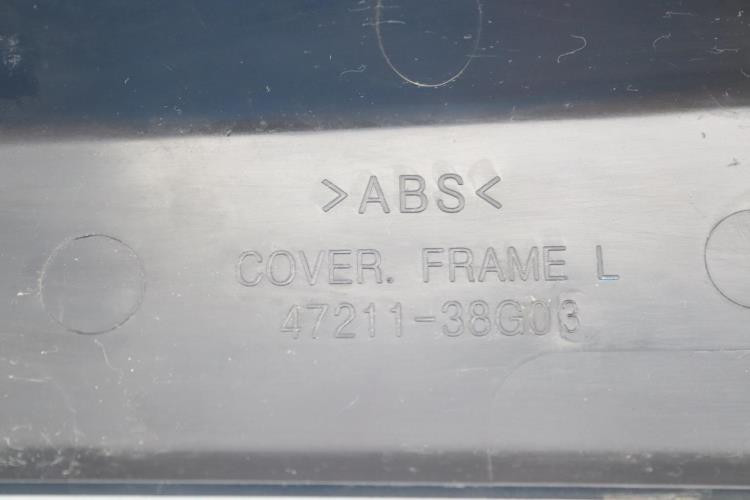 >ABS<
COVER. FRAME L
47211-38G03